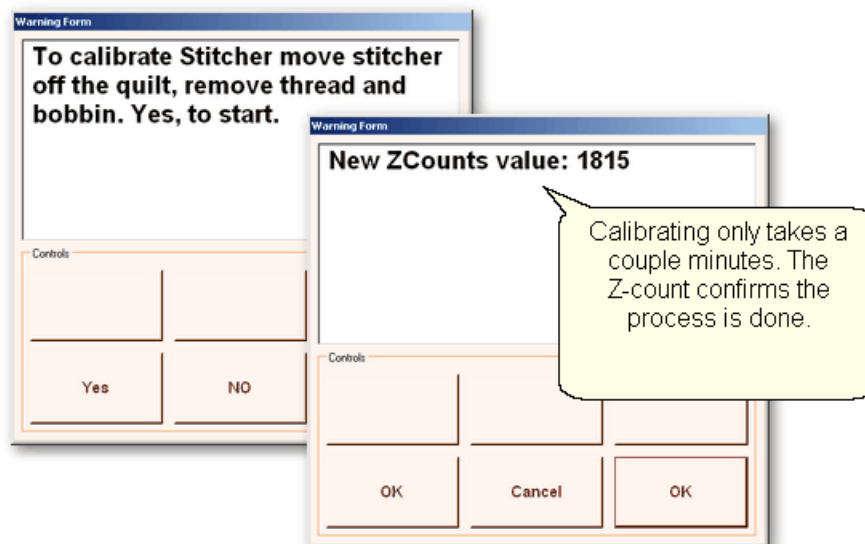 Warning Form
To calibrate Stitcher move stitcher
off the quilt, remove thread and
bobbin. Yes, to start.
Controls
Yes
NO
Warning Form
New ZCounts value: 1815
Calibrating only takes a
couple minutes. The
Z-count confirms the
process is done.
Controls
OK
Cancel
OK